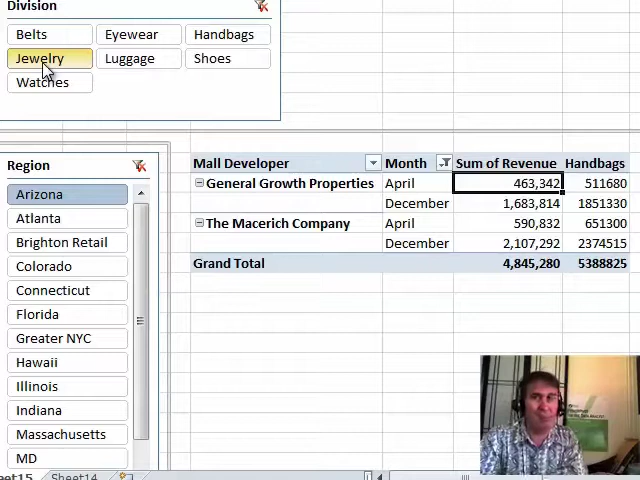 Division
Belts Eyewear Handbags
Jewelry Luggage Shoes
Watches
Region
Arizona
Atlanta
Brighton Retail
Colorado
Connecticut
Florida
Greater NYC
Hawaii
Illinois
Indiana
Massachusetts
MD
Mall Developer Month Sum of Revenue Handbags
General Growth Properties April 463,342 511680
December 1,683,814 1851330
The Macerich Company April 590,832 651300
December 2,107,292 2374515
Grand Total 4,845,280 5388825
Sheet14